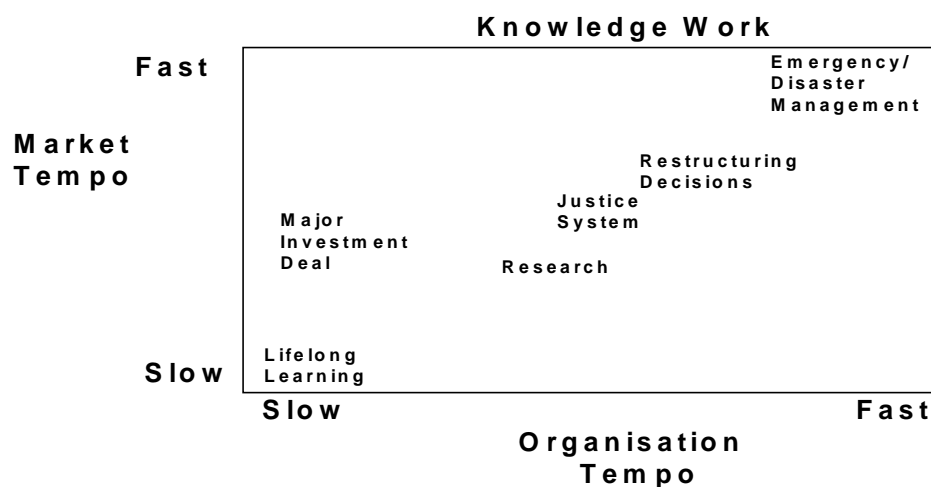 Knowledge Work
Fast
Emergency/
Disaster
Management
Market
Tempo
Restructuring
Decisions
Justice
System
Major
Investment
Deal
Research
Lifelong
Learning
Slow
Slow
Fast
Organisation
Tempo